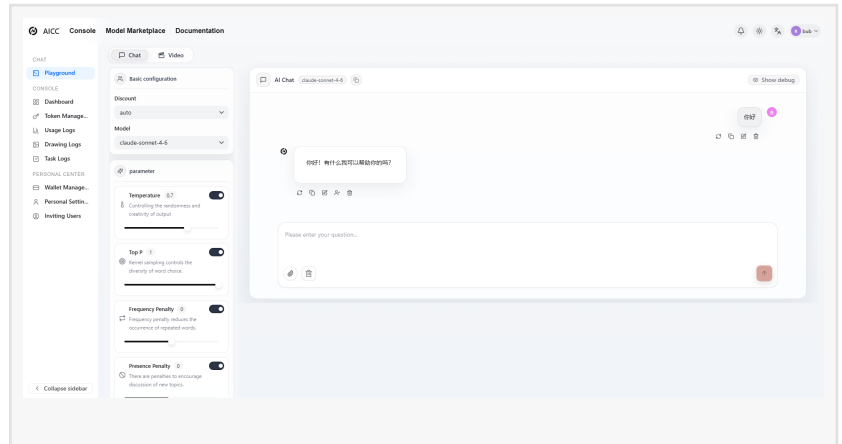 AICC Console Model Marketplace Documentation
bub
Chat Video
CHAT
Playground
CONSOLE
Dashboard
Token Manage...
Usage Logs
Drawing Logs
Task Logs
PERSONAL CENTER
Wallet Manage...
Personal Settin...
Inviting Users
Collapse sidebar
Basic configuration
Discount
auto
Model
claude-sonnet-4-6
parameter
Temperature 0.7
Controlling the randomness and
creativity of output
Top P 1
Kernel sampling controls the
diversity of word choice.
Frequency Penalty 0
Frequency penalty reduces the
occurrence of repeated words.
Presence Penalty 0
There are penalties to encourage
discussion of new topics.
AI Chat claude-sonnet-4-6
Show debug
你好
你好！有什么我可以帮助你的吗？
Please enter your question...